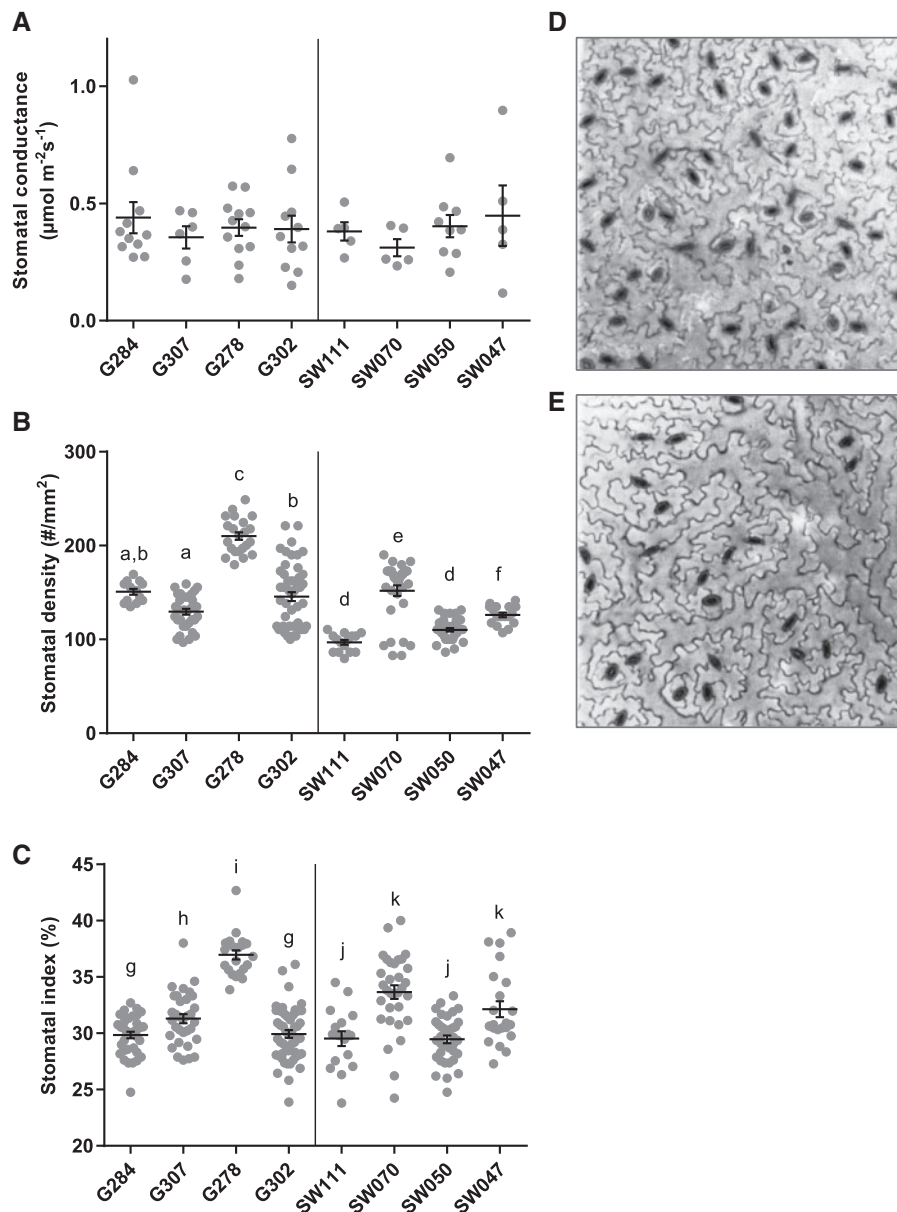 A
Stomatal conductance
(µmol m⁻²s⁻¹)
1.0
0.5
0.0
G284
G307
G278
G302
SW111
SW070
SW050
SW047
B
Stomatal density (#/mm²)
300
200
100
0
a,b
a
c
b
d
e
d
f
G284
G307
G278
G302
SW111
SW070
SW050
SW047
C
Stomatal index (%)
45
40
35
30
25
20
g
h
i
g
j
k
j
k
G284
G307
G278
G302
SW111
SW070
SW050
SW047
D
E